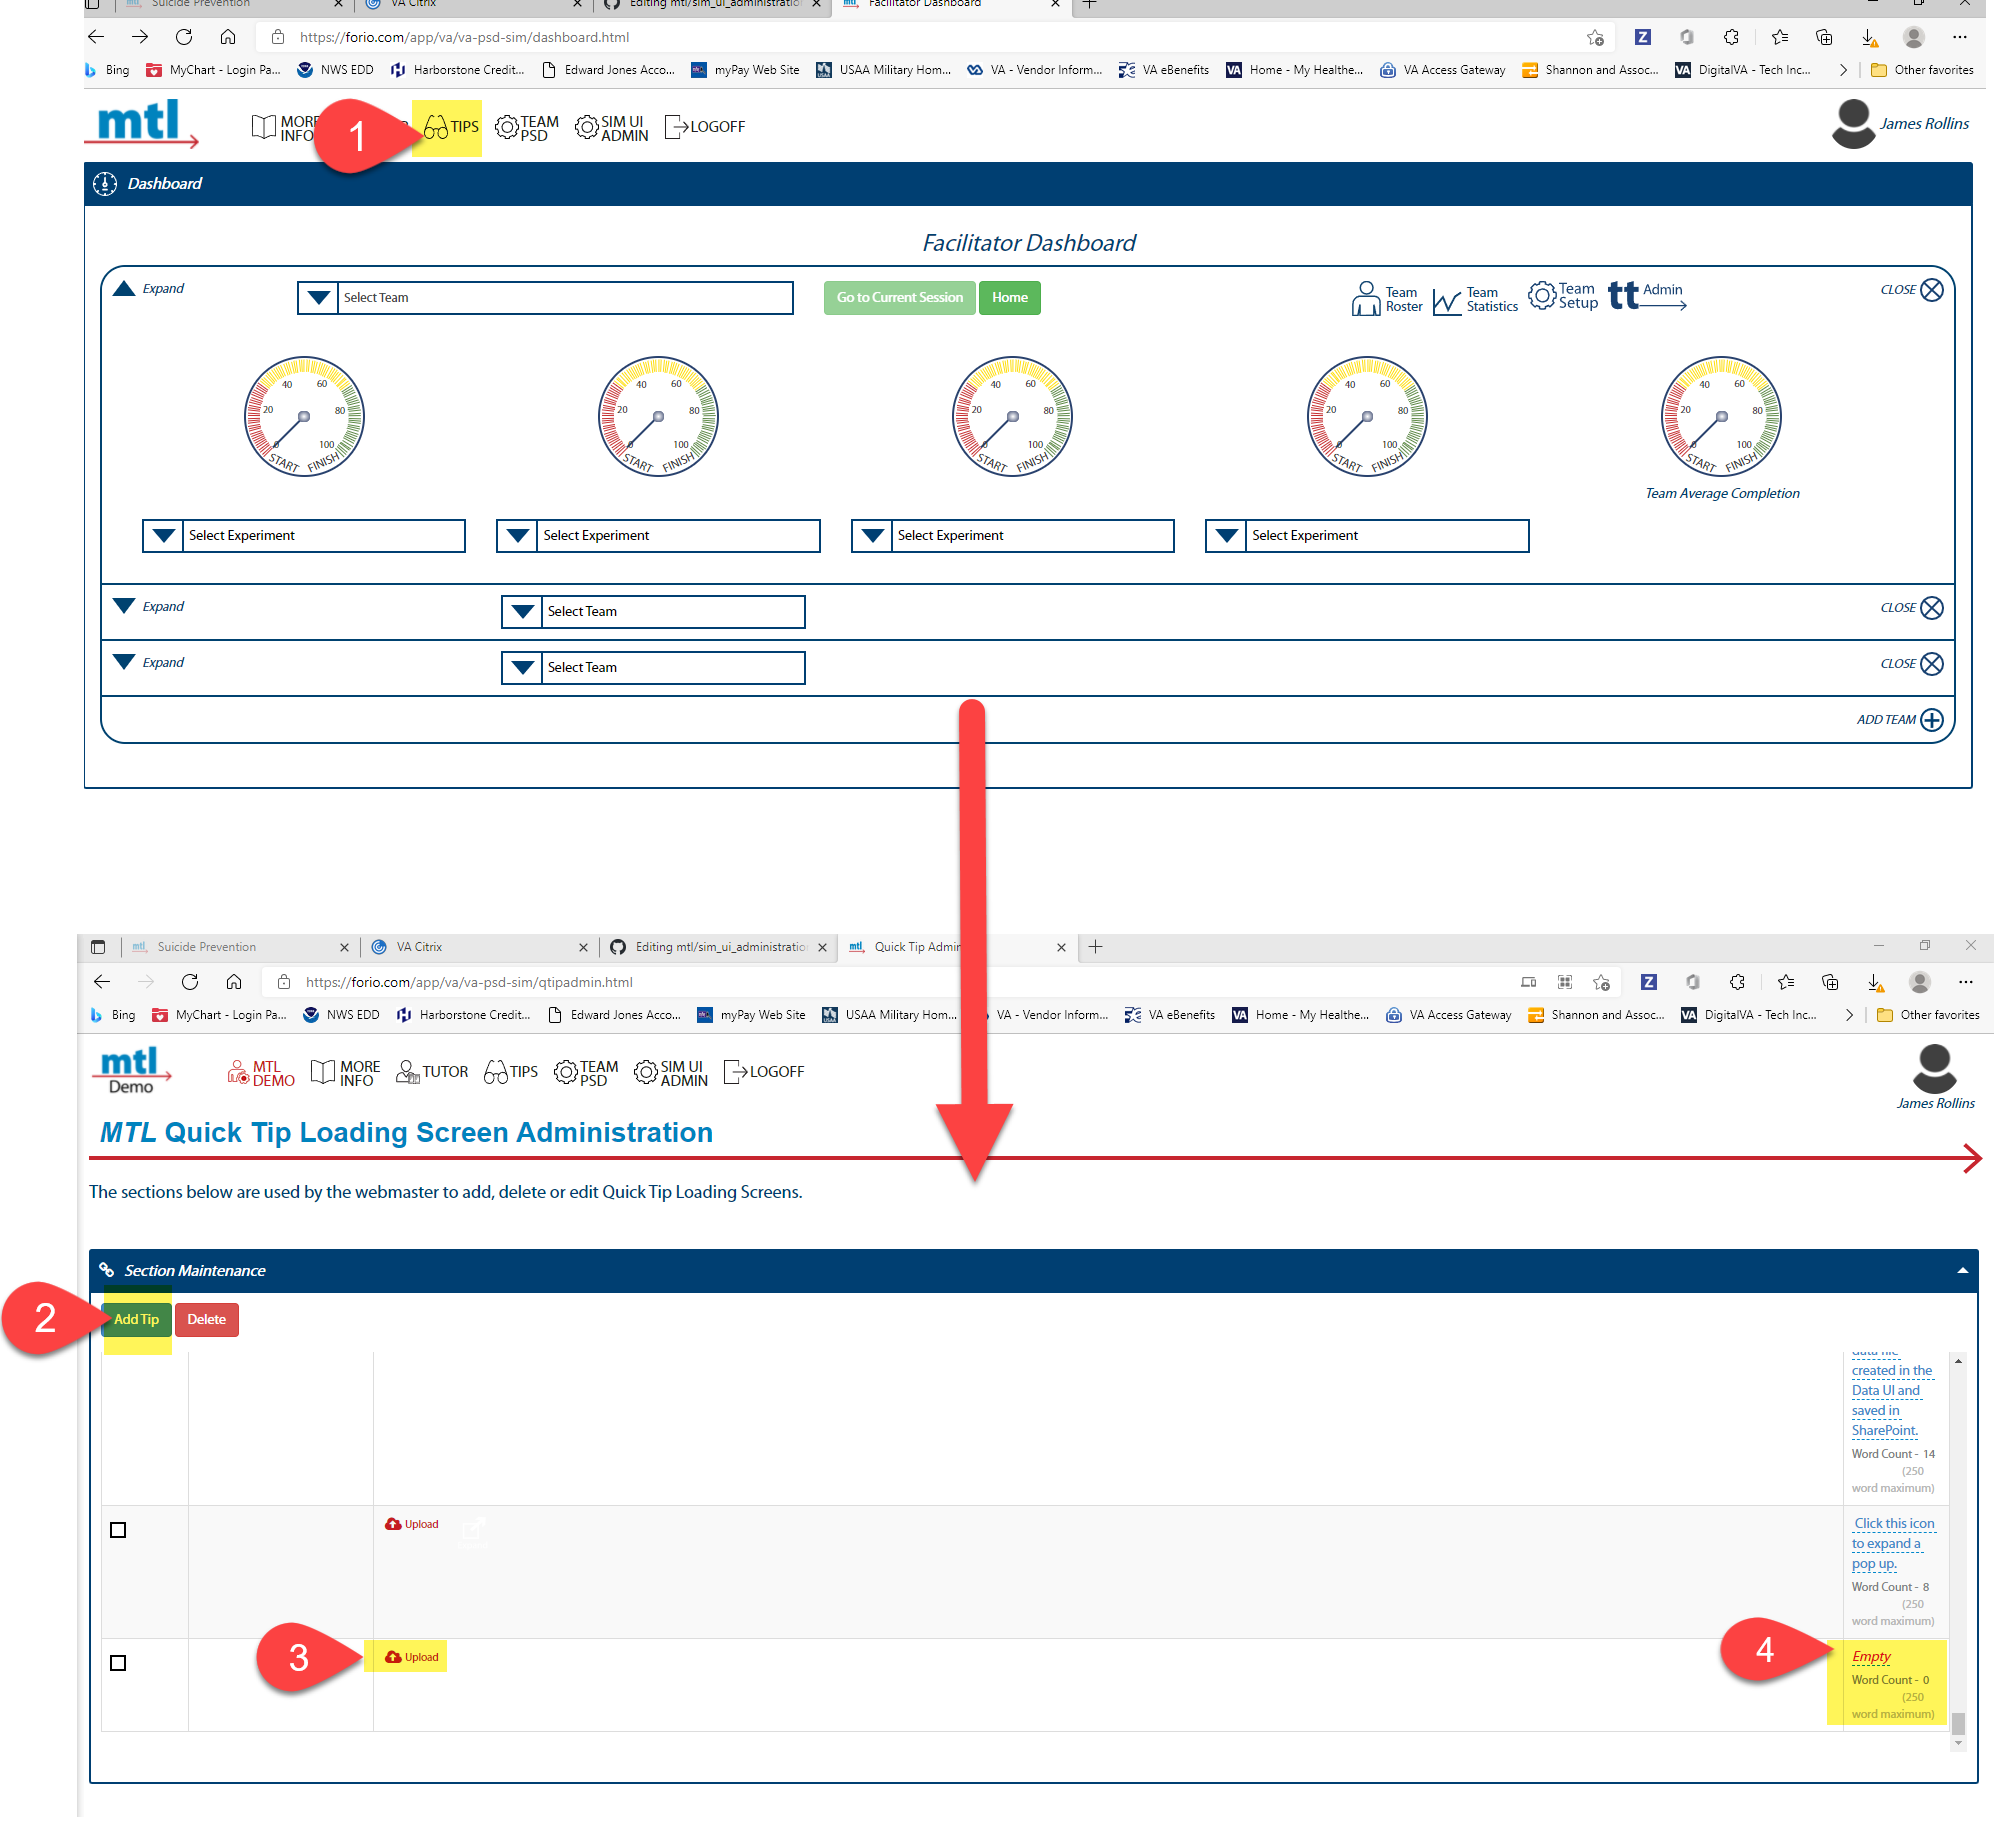 mtl Suicide Prevention VA Citrix Editing mtl/sim_ui_administration mtl Facilitator Dashboard
https://forio.com/app/va/va-psd-sim/dashboard.html Z
Bing MyChart - Login Pa... NWS EDD Harborstone Credit... Edward Jones Acco... myPay Web Site USAA Military Hom... VA - Vendor Inform... VA eBenefits Home - My Healthe... VA Access Gateway Shannon and Assoc... DigitalVA - Tech Inc... Other favorites
mtl MORE INFO TIPS TEAM PSD SIM UI ADMIN LOGOFF James Rollins
1
Dashboard
Facilitator Dashboard
Expand Select Team Go to Current Session Home Team Roster Team Statistics Team Setup tt Admin CLOSE
0 20 40 60 80 100 START FINISH
0 20 40 60 80 100 START FINISH
0 20 40 60 80 100 START FINISH
0 20 40 60 80 100 START FINISH
0 20 40 60 80 100 START FINISH
Team Average Completion
Select Experiment Select Experiment Select Experiment Select Experiment
Expand Select Team CLOSE
Expand Select Team CLOSE
ADD TEAM
mtl Suicide Prevention VA Citrix Editing mtl/sim_ui_administratio mtl Quick Tip Admin
https://forio.com/app/va/va-psd-sim/qtipadmin.html Z
Bing MyChart - Login Pa... NWS EDD Harborstone Credit... Edward Jones Acco... myPay Web Site USAA Military Hom... VA - Vendor Inform... VA eBenefits Home - My Healthe... VA Access Gateway Shannon and Assoc... DigitalVA - Tech Inc... Other favorites
mtl Demo MTL DEMO MORE INFO TUTOR TIPS TEAM PSD SIM UI ADMIN LOGOFF
James Rollins
MTL Quick Tip Loading Screen Administration
The sections below are used by the webmaster to add, delete or edit Quick Tip Loading Screens.
Section Maintenance
2 Add Tip Delete
data file
created in the
Data UI and
saved in
SharePoint.
Word Count - 14
(250
word maximum)
Upload Click this icon
to expand a
pop up.
Word Count - 8
(250
word maximum)
3 Upload 4 Empty
Word Count - 0
(250
word maximum)